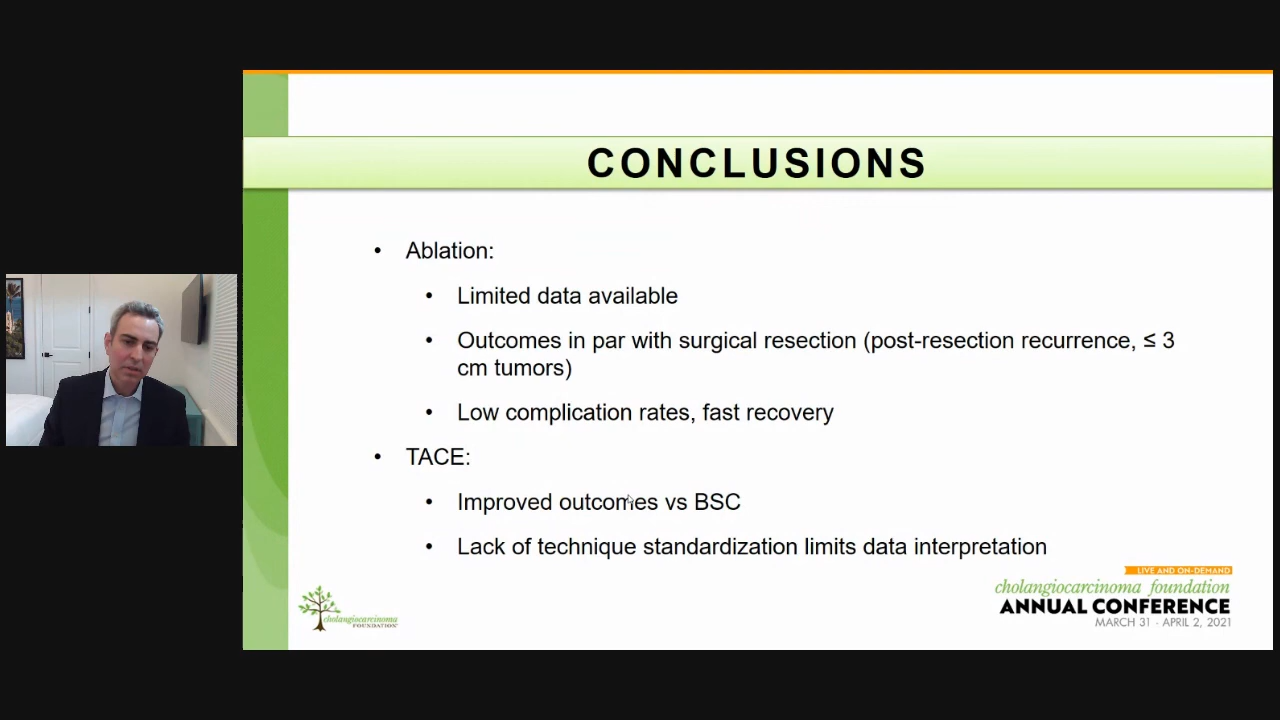 CONCLUSIONS
• Ablation:
• Limited data available
• Outcomes in par with surgical resection (post-resection recurrence, ≤ 3
cm tumors)
• Low complication rates, fast recovery
• TACE:
• Improved outcomes vs BSC
• Lack of technique standardization limits data interpretation
cholangiocarcinoma
FOUNDATION
LIVE AND ON-DEMAND
cholangiocarcinoma foundation
ANNUAL CONFERENCE
MARCH 31 - APRIL 2, 2021